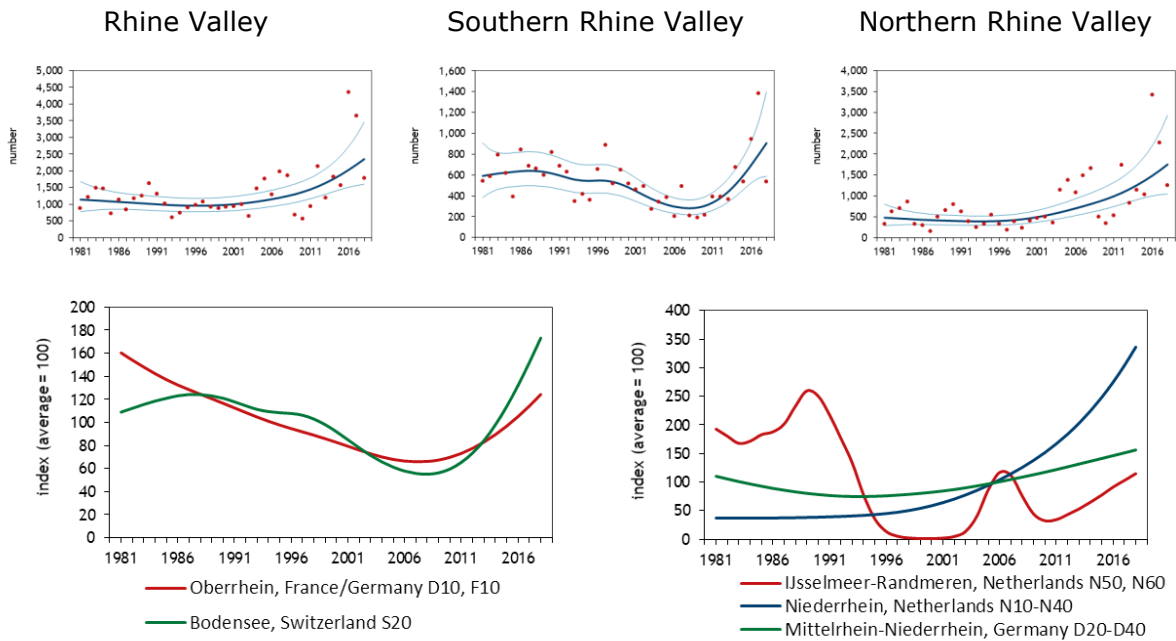 Rhine Valley
Southern Rhine Valley
Northern Rhine Valley
number
5,000
4,500
4,000
3,500
3,000
2,500
2,000
1,500
1,000
500
0
1981 1986 1991 1996 2001 2006 2011 2016
number
1,600
1,400
1,200
1,000
800
600
400
200
0
1981 1986 1991 1996 2001 2006 2011 2016
number
4,000
3,500
3,000
2,500
2,000
1,500
1,000
500
0
1981 1986 1991 1996 2001 2006 2011 2016
index (average = 100)
200
180
160
140
120
100
80
60
40
20
0
1981 1986 1991 1996 2001 2006 2011 2016
Oberrhein, France/Germany D10, F10
Bodensee, Switzerland S20
index (average = 100)
400
350
300
250
200
150
100
50
0
1981 1986 1991 1996 2001 2006 2011 2016
IJsselmeer-Randmeren, Netherlands N50, N60
Niederrhein, Netherlands N10-N40
Mittelrhein-Niederrhein, Germany D20-D40